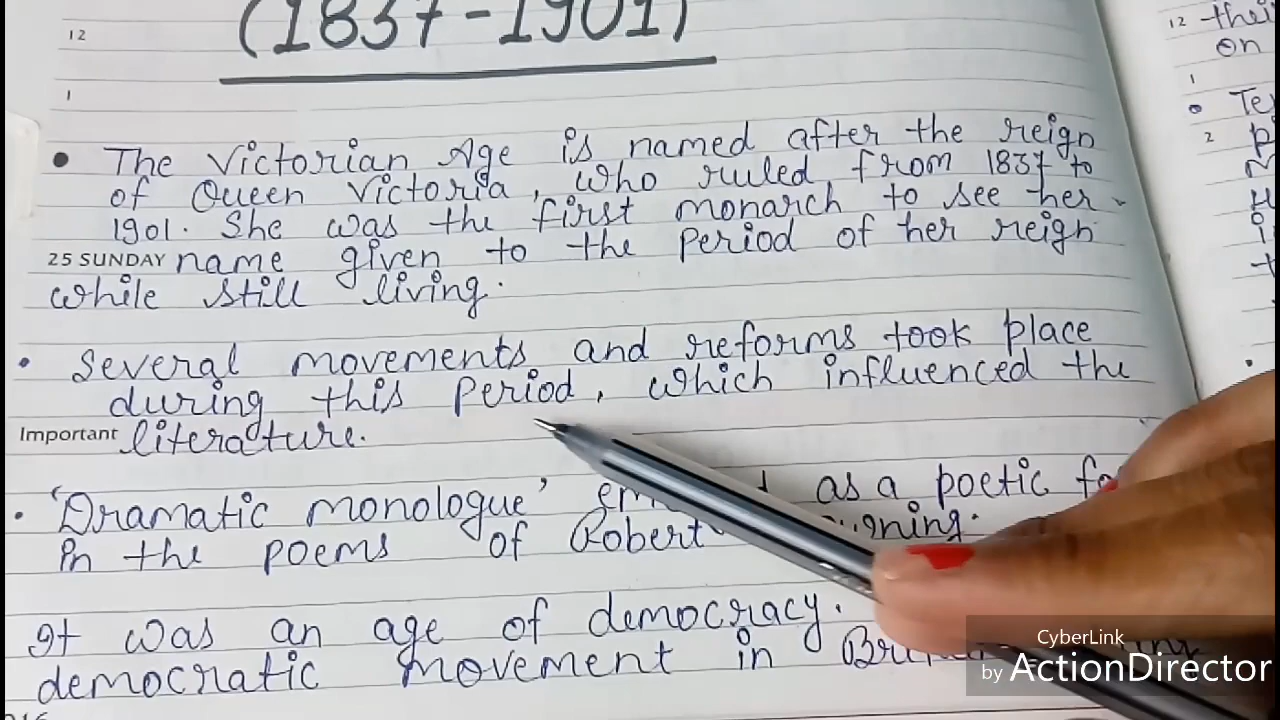 (1837-1901)
12
1
• The Victorian Age is named after the reign
of Queen Victoria, who ruled from 1837 to
1901. She was the first monarch to see her
25 SUNDAY name given to the period of her reign
while still living.
• Several movements and reforms took place
during this period, which influenced the
Important literature.
• 'Dramatic monologue' as a poetic
in the poems of Robert
It was an age of democracy.
democratic movement in
12 their
on
1
2
CyberLink
by ActionDirector